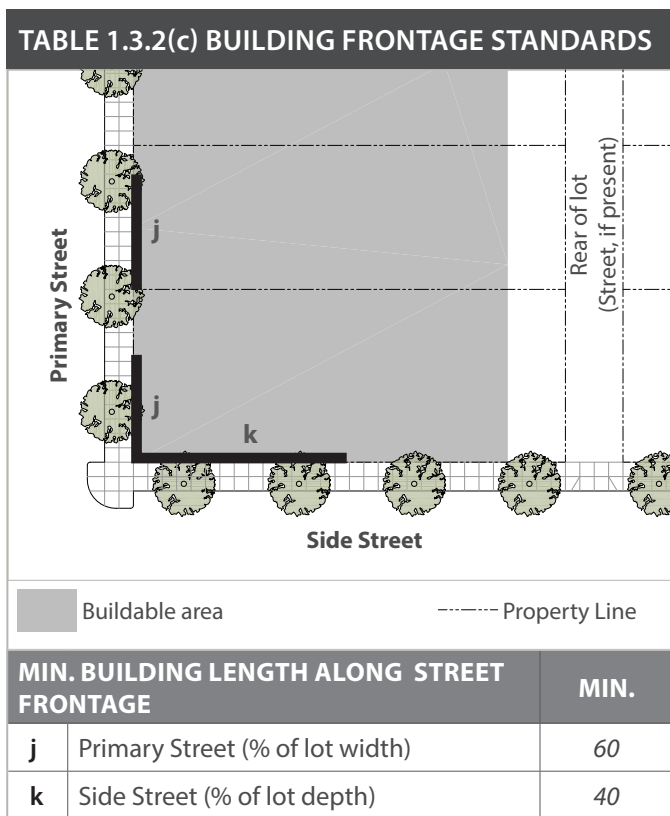 TABLE 1.3.2(c) BUILDING FRONTAGE STANDARDS
Primary Street
j
j
k
Rear of lot
(Street, if present)
Side Street
Buildable area
Property Line
MIN. BUILDING LENGTH ALONG STREET
FRONTAGE
MIN.
j Primary Street (% of lot width) 60
k Side Street (% of lot depth) 40